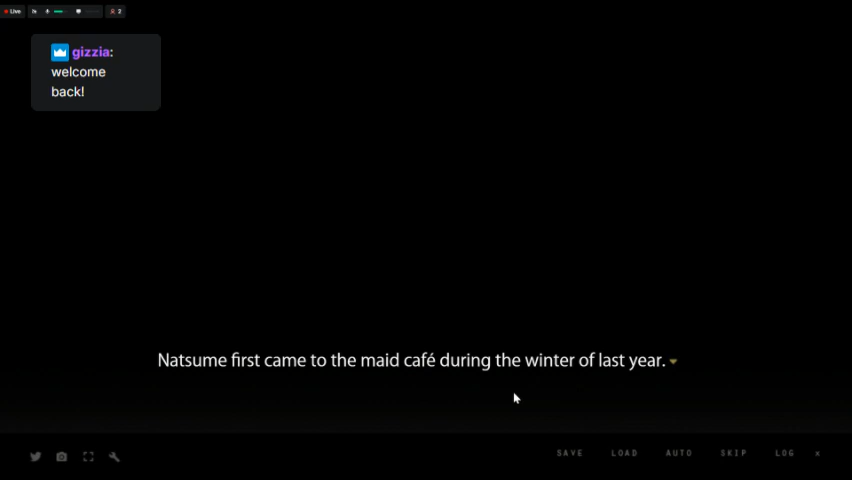 Live 1x 2
gizzia:
welcome
back!
Natsume first came to the maid café during the winter of last year.
SAVE LOAD AUTO SKIP LOG x